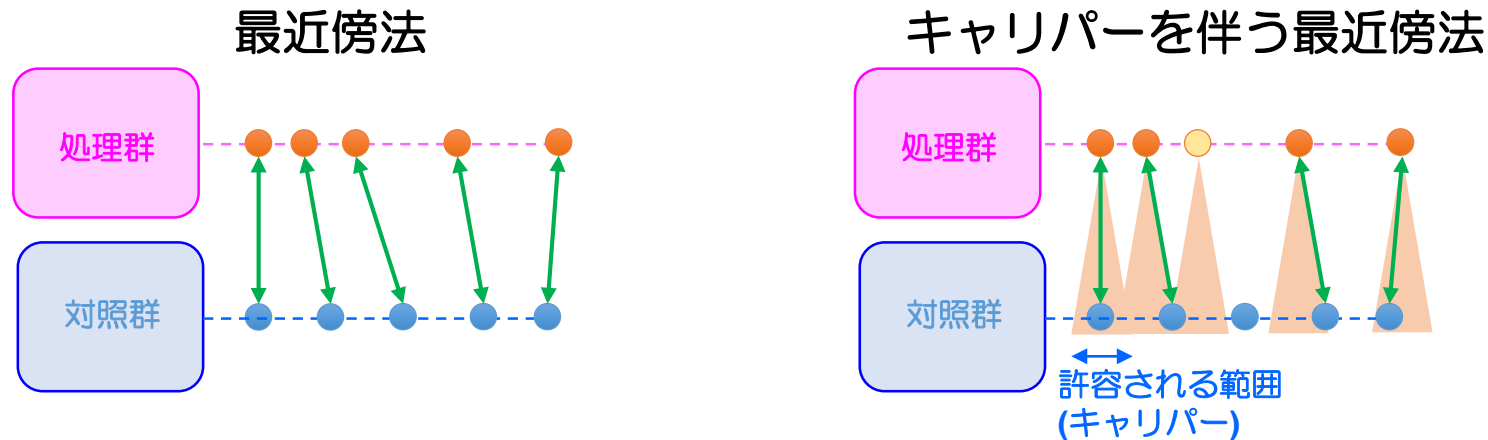 最近傍法
処理群
対照群
キャリパーを伴う最近傍法
処理群
対照群
許容される範囲
(キャリパー)